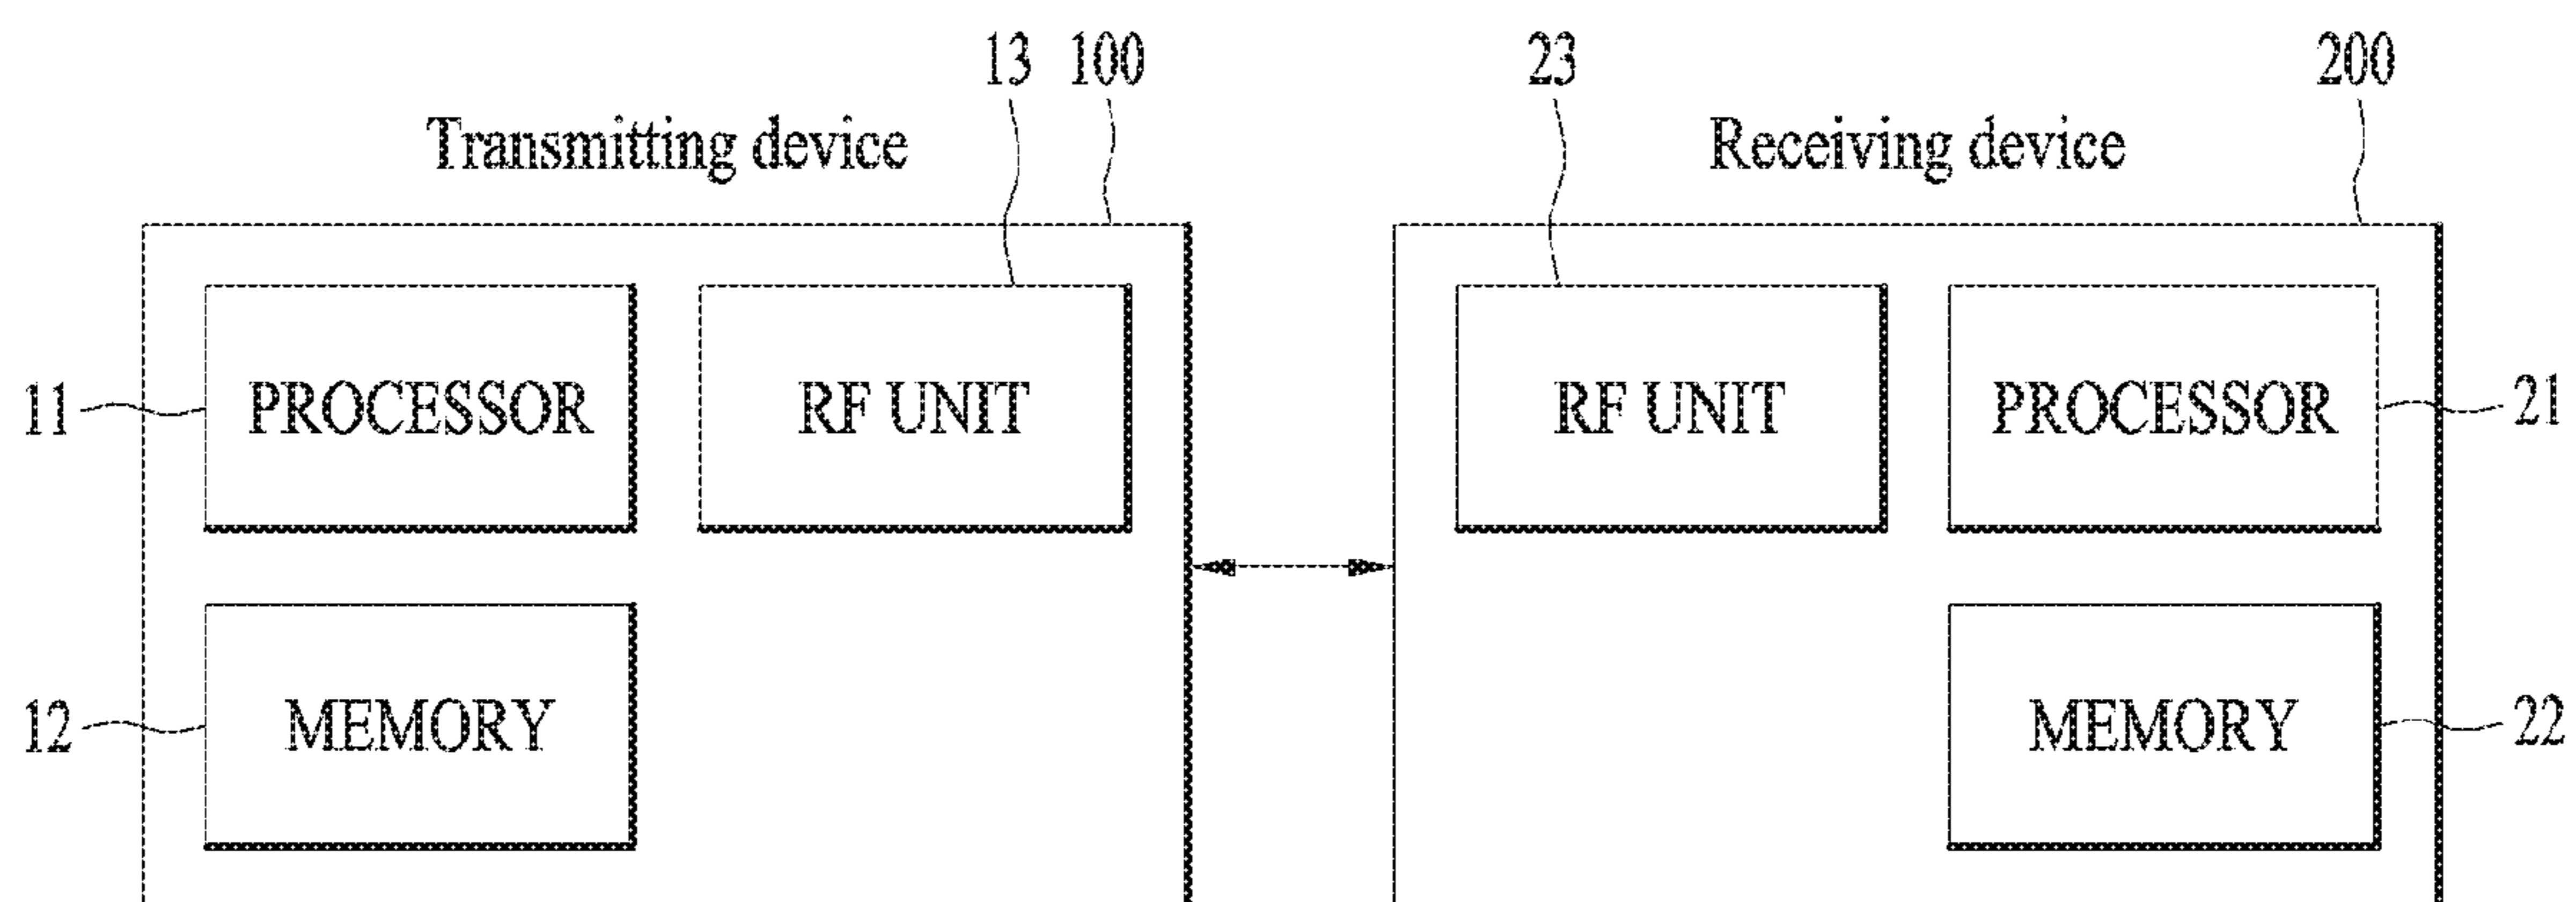 13 100 23 200
Transmitting device Receiving device
11 PROCESSOR RF UNIT RF UNIT PROCESSOR 21
12 MEMORY MEMORY 22